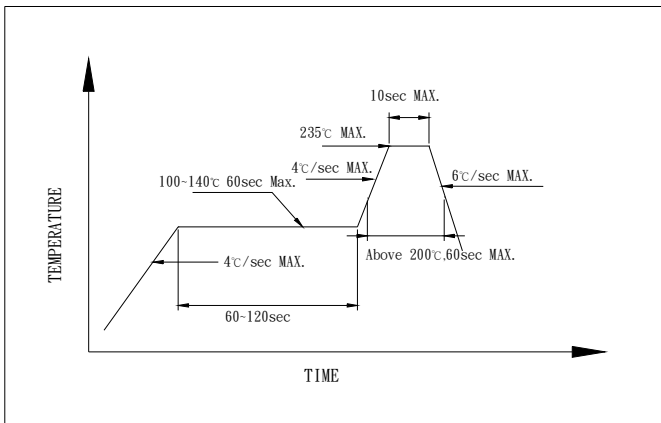 10sec MAX.
235℃ MAX.
4℃/sec MAX.
6℃/sec MAX.
100~140℃ 60sec Max.
Above 200℃,60sec MAX.
4℃/sec MAX.
60~120sec
TEMPERATURE
TIME